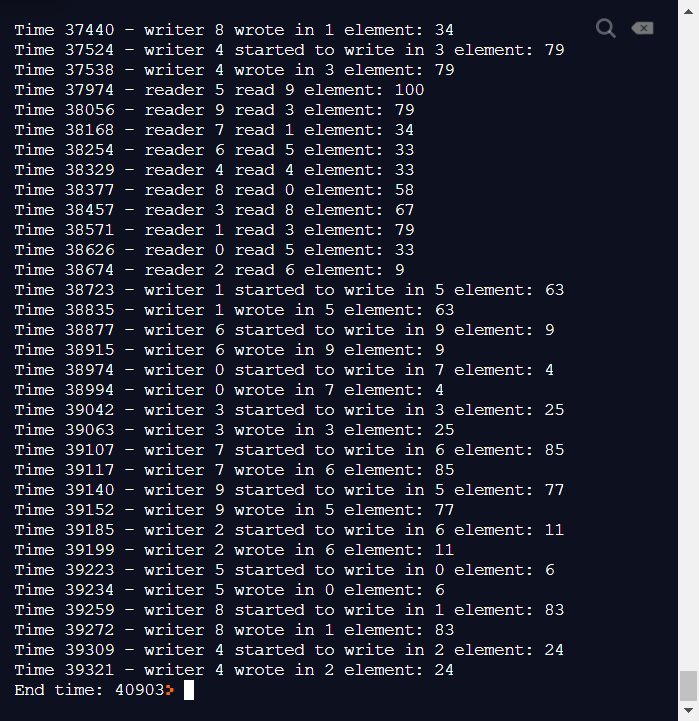 Time 37440 - writer 8 wrote in 1 element: 34
Time 37524 - writer 4 started to write in 3 element: 79
Time 37538 - writer 4 wrote in 3 element: 79
Time 37974 - reader 5 read 9 element: 100
Time 38056 - reader 9 read 3 element: 79
Time 38168 - reader 7 read 1 element: 34
Time 38254 - reader 6 read 5 element: 33
Time 38329 - reader 4 read 4 element: 33
Time 38377 - reader 8 read 0 element: 58
Time 38457 - reader 3 read 8 element: 67
Time 38571 - reader 1 read 3 element: 79
Time 38626 - reader 0 read 5 element: 33
Time 38674 - reader 2 read 6 element: 9
Time 38723 - writer 1 started to write in 5 element: 63
Time 38835 - writer 1 wrote in 5 element: 63
Time 38877 - writer 6 started to write in 9 element: 9
Time 38915 - writer 6 wrote in 9 element: 9
Time 38974 - writer 0 started to write in 7 element: 4
Time 38994 - writer 0 wrote in 7 element: 4
Time 39042 - writer 3 started to write in 3 element: 25
Time 39063 - writer 3 wrote in 3 element: 25
Time 39107 - writer 7 started to write in 6 element: 85
Time 39117 - writer 7 wrote in 6 element: 85
Time 39140 - writer 9 started to write in 5 element: 77
Time 39152 - writer 9 wrote in 5 element: 77
Time 39185 - writer 2 started to write in 6 element: 11
Time 39199 - writer 2 wrote in 6 element: 11
Time 39223 - writer 5 started to write in 0 element: 6
Time 39234 - writer 5 wrote in 0 element: 6
Time 39259 - writer 8 started to write in 1 element: 83
Time 39272 - writer 8 wrote in 1 element: 83
Time 39309 - writer 4 started to write in 2 element: 24
Time 39321 - writer 4 wrote in 2 element: 24
End time: 40903>